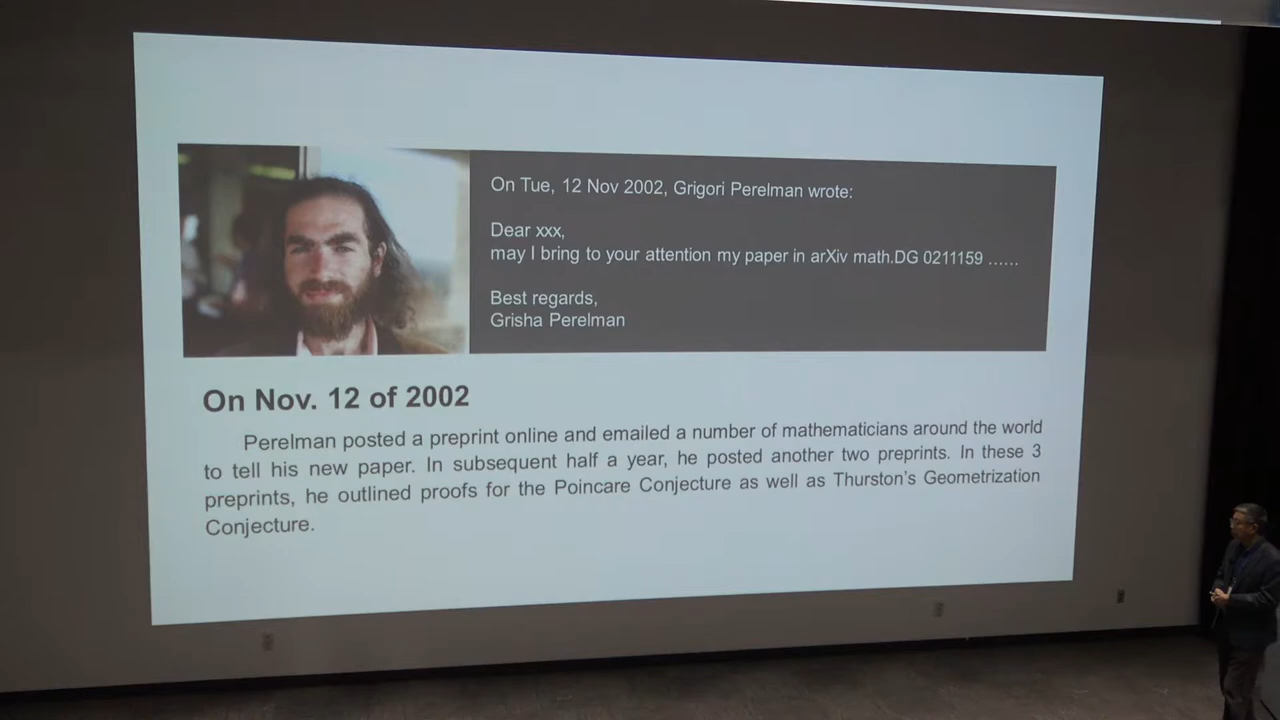 On Tue, 12 Nov 2002, Grigori Perelman wrote:
Dear xxx,
may I bring to your attention my paper in arXiv math.DG 0211159 ......
Best regards,
Grisha Perelman
On Nov. 12 of 2002
Perelman posted a preprint online and emailed a number of mathematicians around the world
to tell his new paper. In subsequent half a year, he posted another two preprints. In these 3
preprints, he outlined proofs for the Poincare Conjecture as well as Thurston's Geometrization
Conjecture.